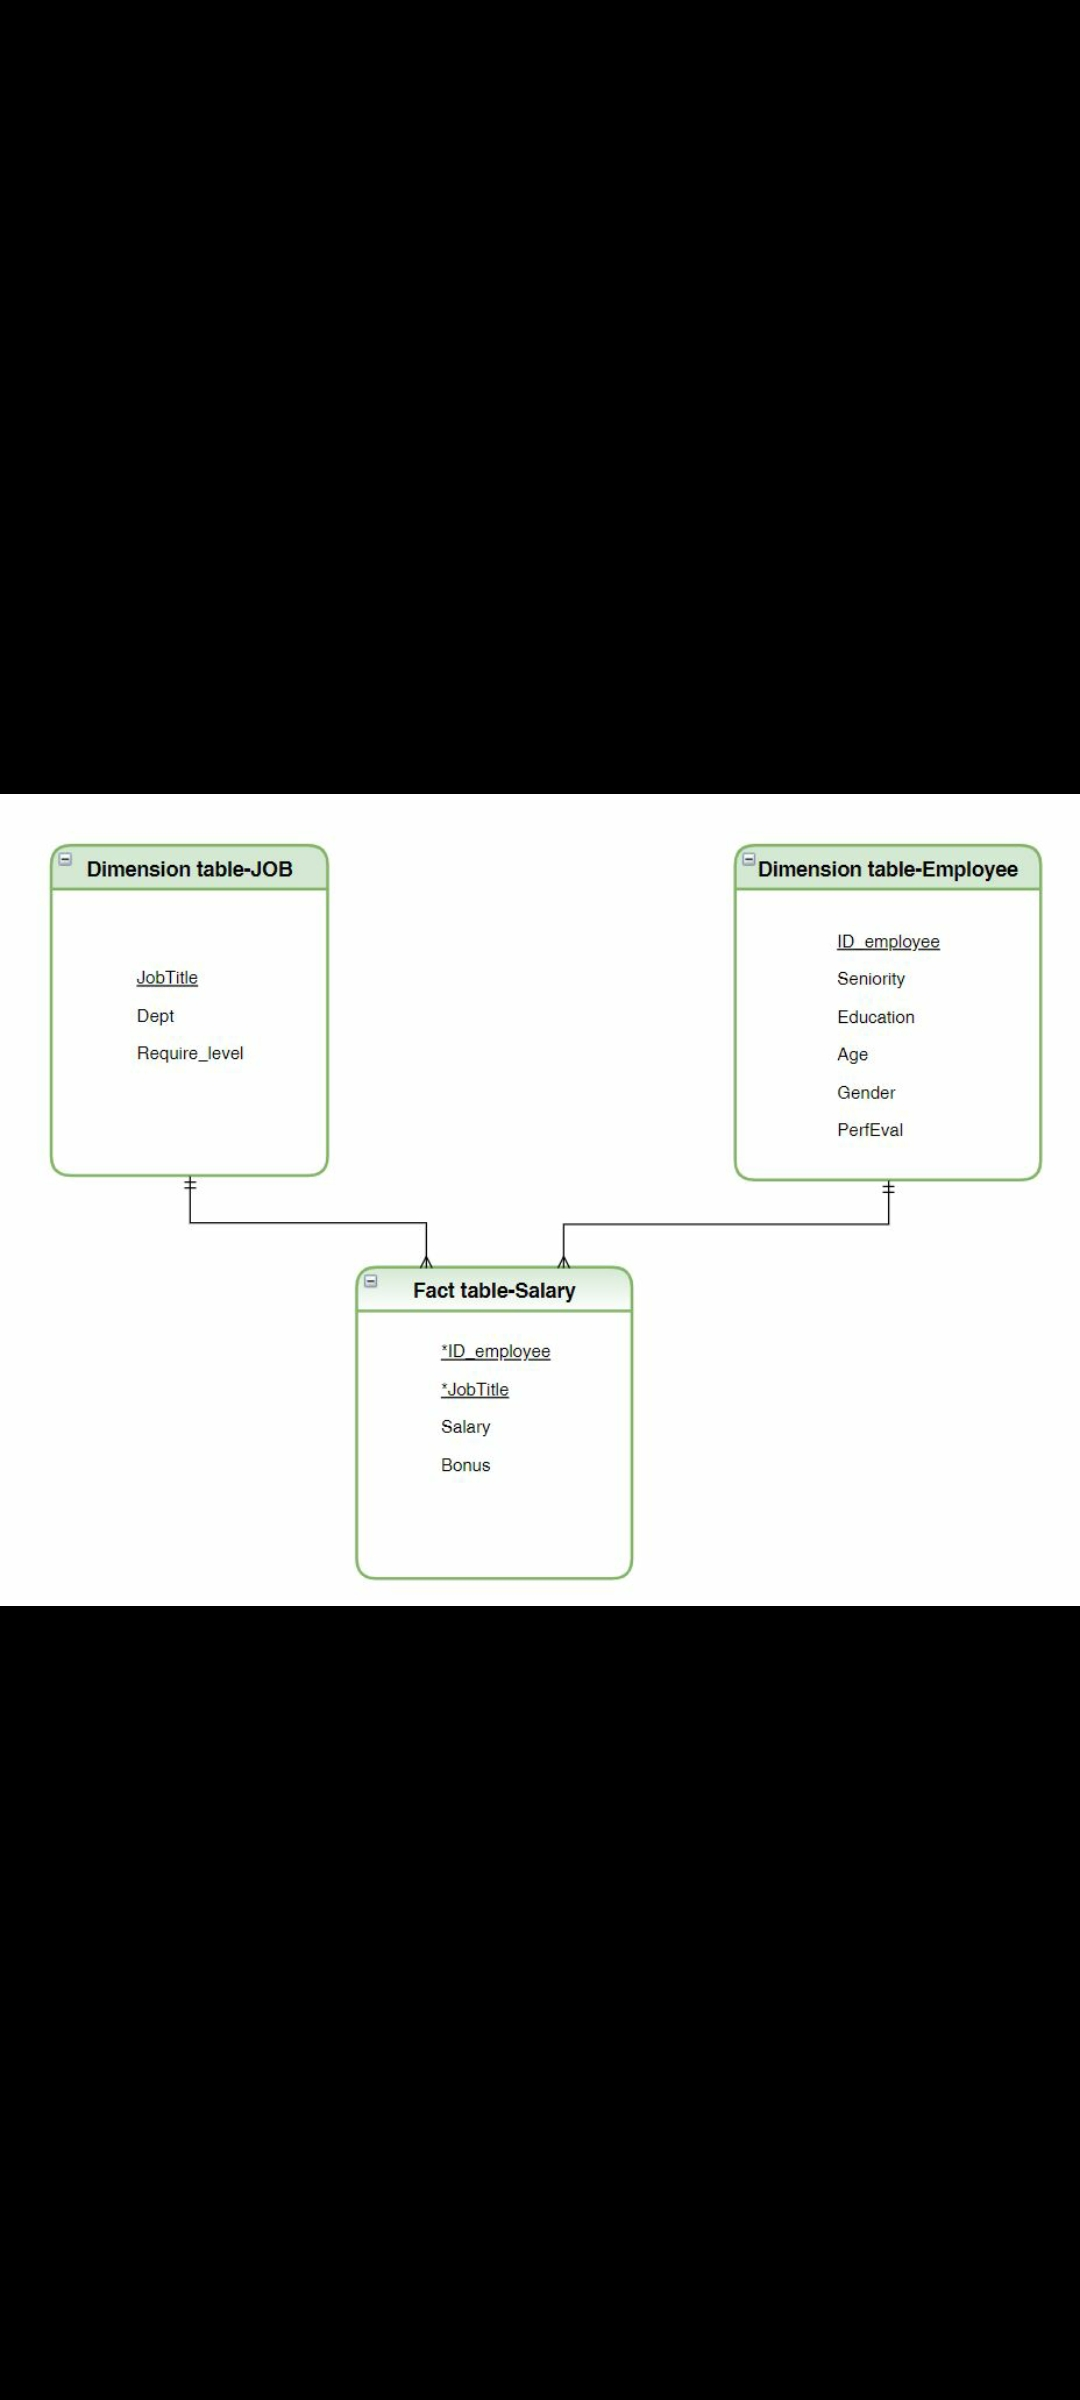 Dimension table-JOB
JobTitle
Dept
Require_level
Dimension table-Employee
ID_employee
Seniority
Education
Age
Gender
PerfEval
Fact table-Salary
*ID_employee
*JobTitle
Salary
Bonus